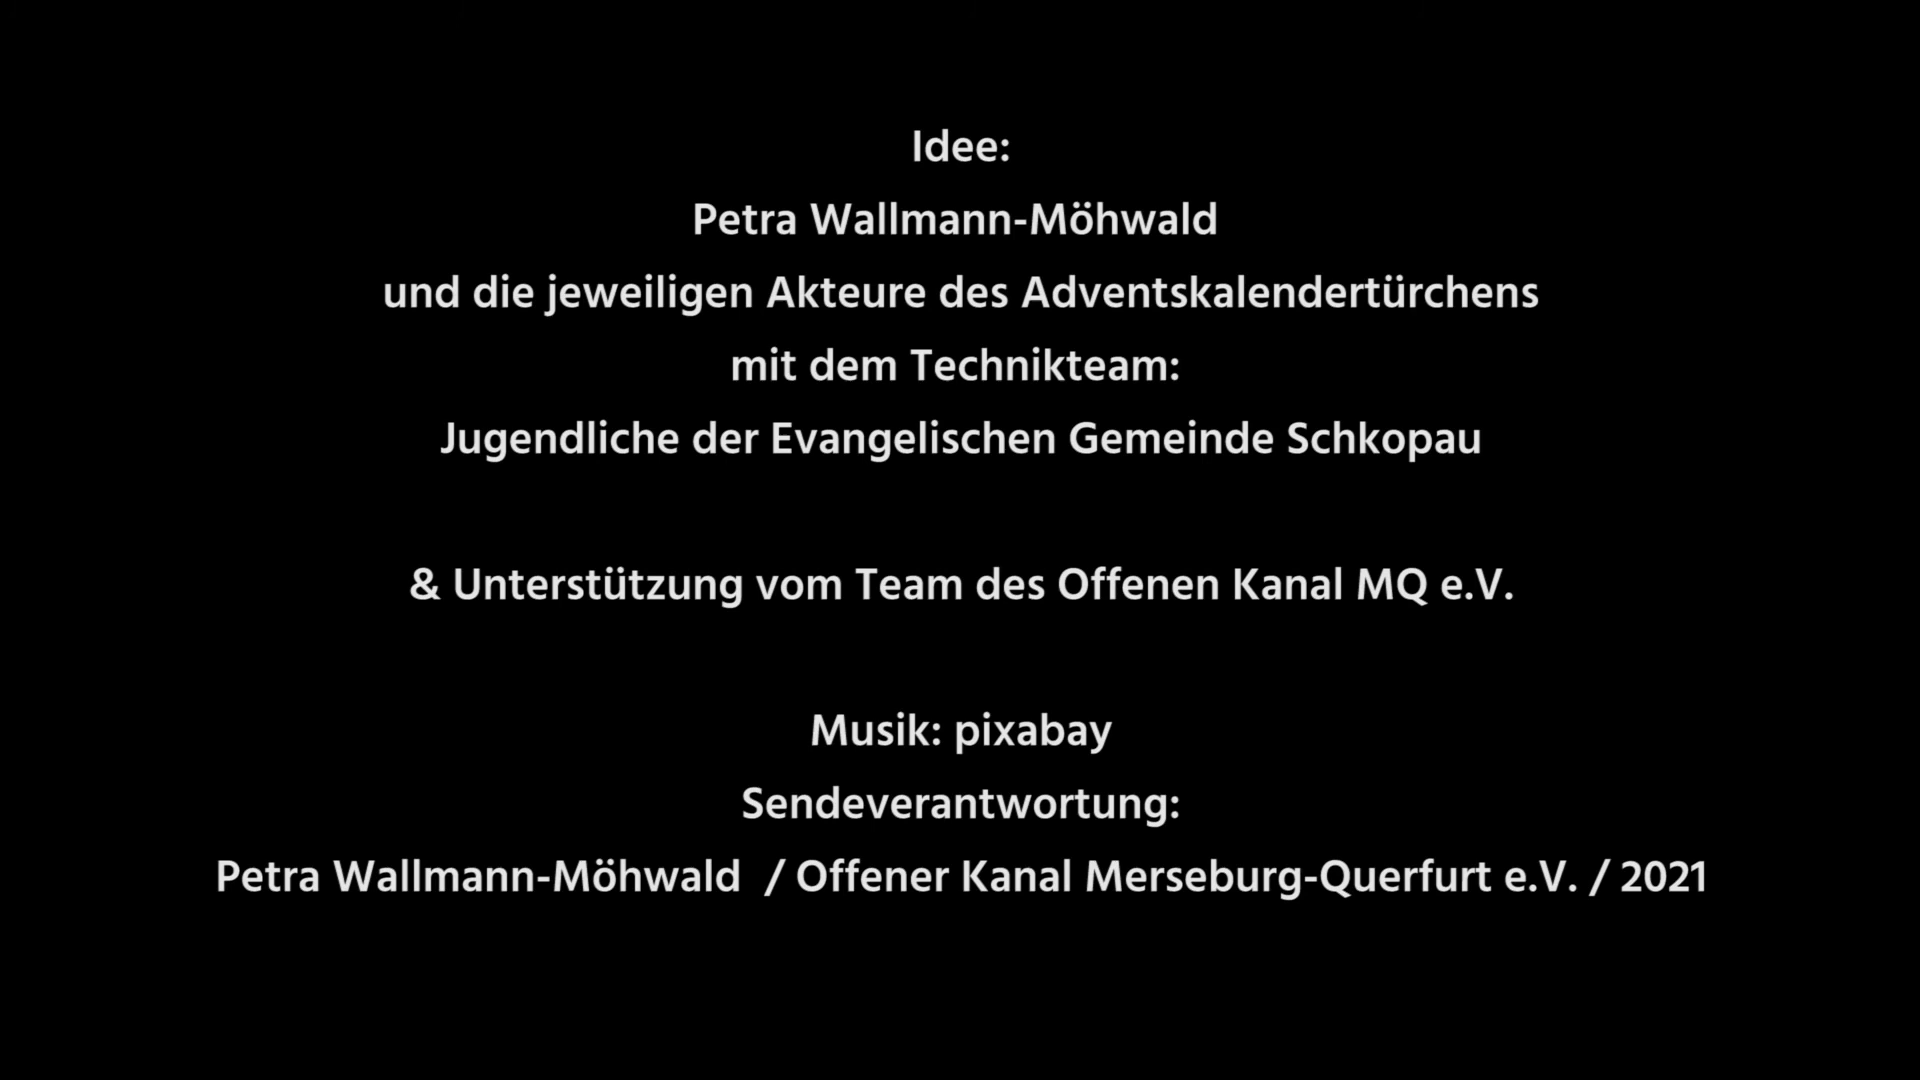 Idee:
Petra Wallmann-Möhwald
und die jeweiligen Akteure des Adventskalendertürchens
mit dem Technikteam:
Jugendliche der Evangelischen Gemeinde Schkopau
& Unterstützung vom Team des Offenen Kanal MQ e.V.
Musik: pixabay
Sendeverantwortung:
Petra Wallmann-Möhwald / Offener Kanal Merseburg-Querfurt e.V. / 2021